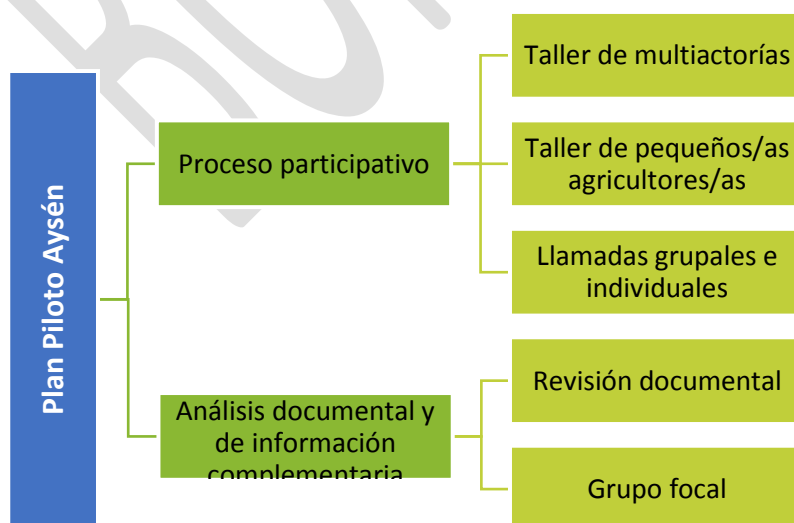 Plan Piloto Aysén
Proceso participativo
Taller de multiactorías
Taller de pequeños/as
agricultores/as
Llamadas grupales e
individuales
Análisis documental y
de información
complementaria
Revisión documental
Grupo focal